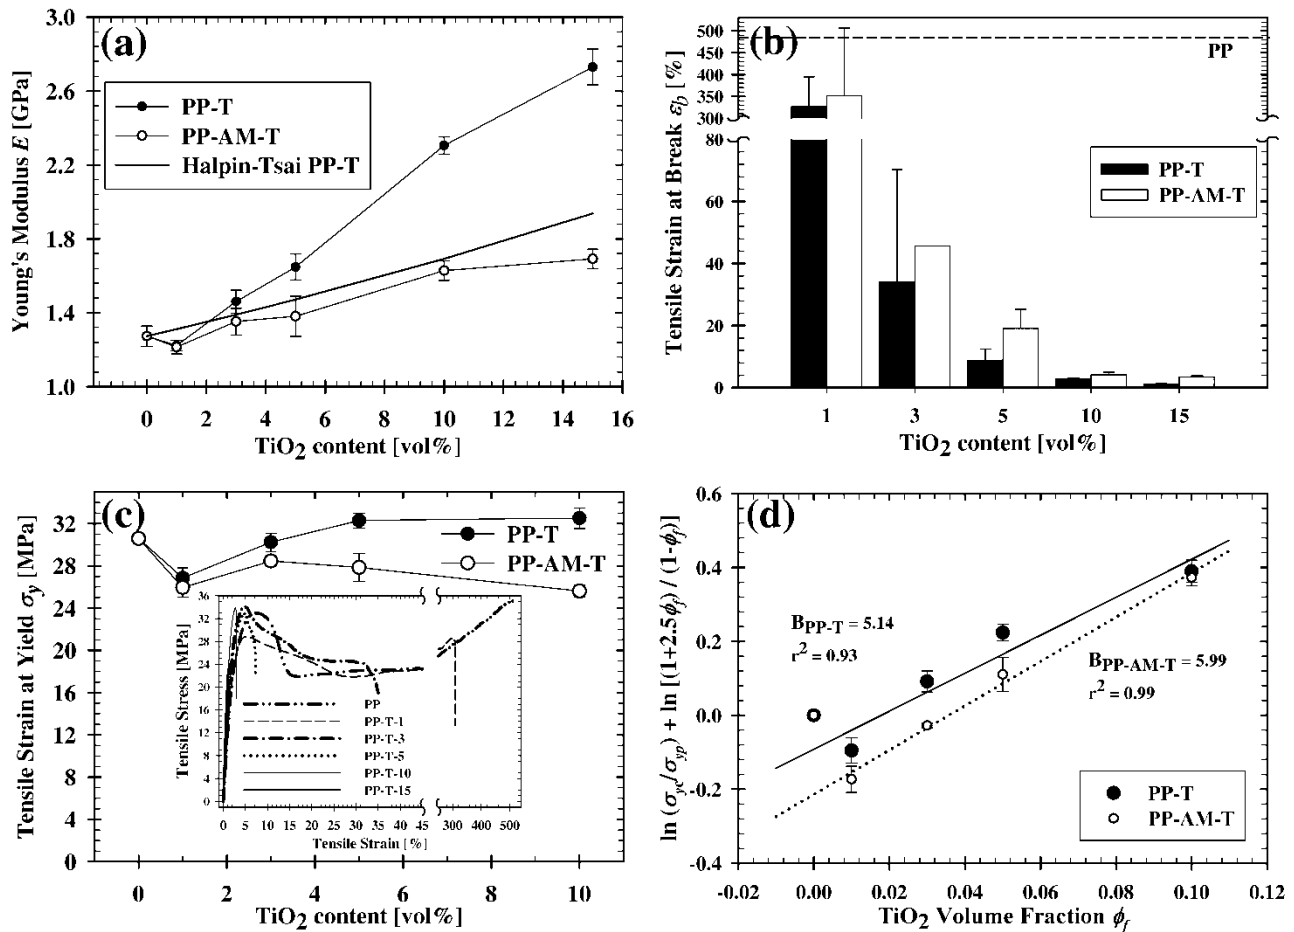 (a)
Young's Modulus E [GPa]
3.0
2.6
2.2
1.8
1.4
1.0
PP-T
PP-AM-T
Halpin-Tsai PP-T
0 2 4 6 8 10 12 14 16
TiO2 content [vol%]
(b)
Tensile Strain at Break εb [%]
500
450
400
350
300
80
60
40
20
0
PP
PP-T
PP-AM-T
1 3 5 10 15
TiO2 content [vol%]
(c)
Tensile Strain at Yield σy [MPa]
32
28
24
20
16
12
8
4
0
PP-T
PP-AM-T
Tensile Stress [MPa]
36
32
28
24
20
16
12
8
4
0
PP
PP-T-1
PP-T-3
PP-T-5
PP-T-10
PP-T-15
0 5 10 15 20 25 30 35 40 45 300 400 500
Tensile Strain [%]
0 2 4 6 8 10
TiO2 content [vol%]
(d)
ln (σyc/σyp) + ln [(1+2.5ϕf) / (1-ϕf)]
0.6
0.4
0.2
0.0
-0.2
-0.4
BPP-T = 5.14
r2 = 0.93
BPP-AM-T = 5.99
r2 = 0.99
PP-T
PP-AM-T
-0.02 0.00 0.02 0.04 0.06 0.08 0.10 0.12
TiO2 Volume Fraction ϕf